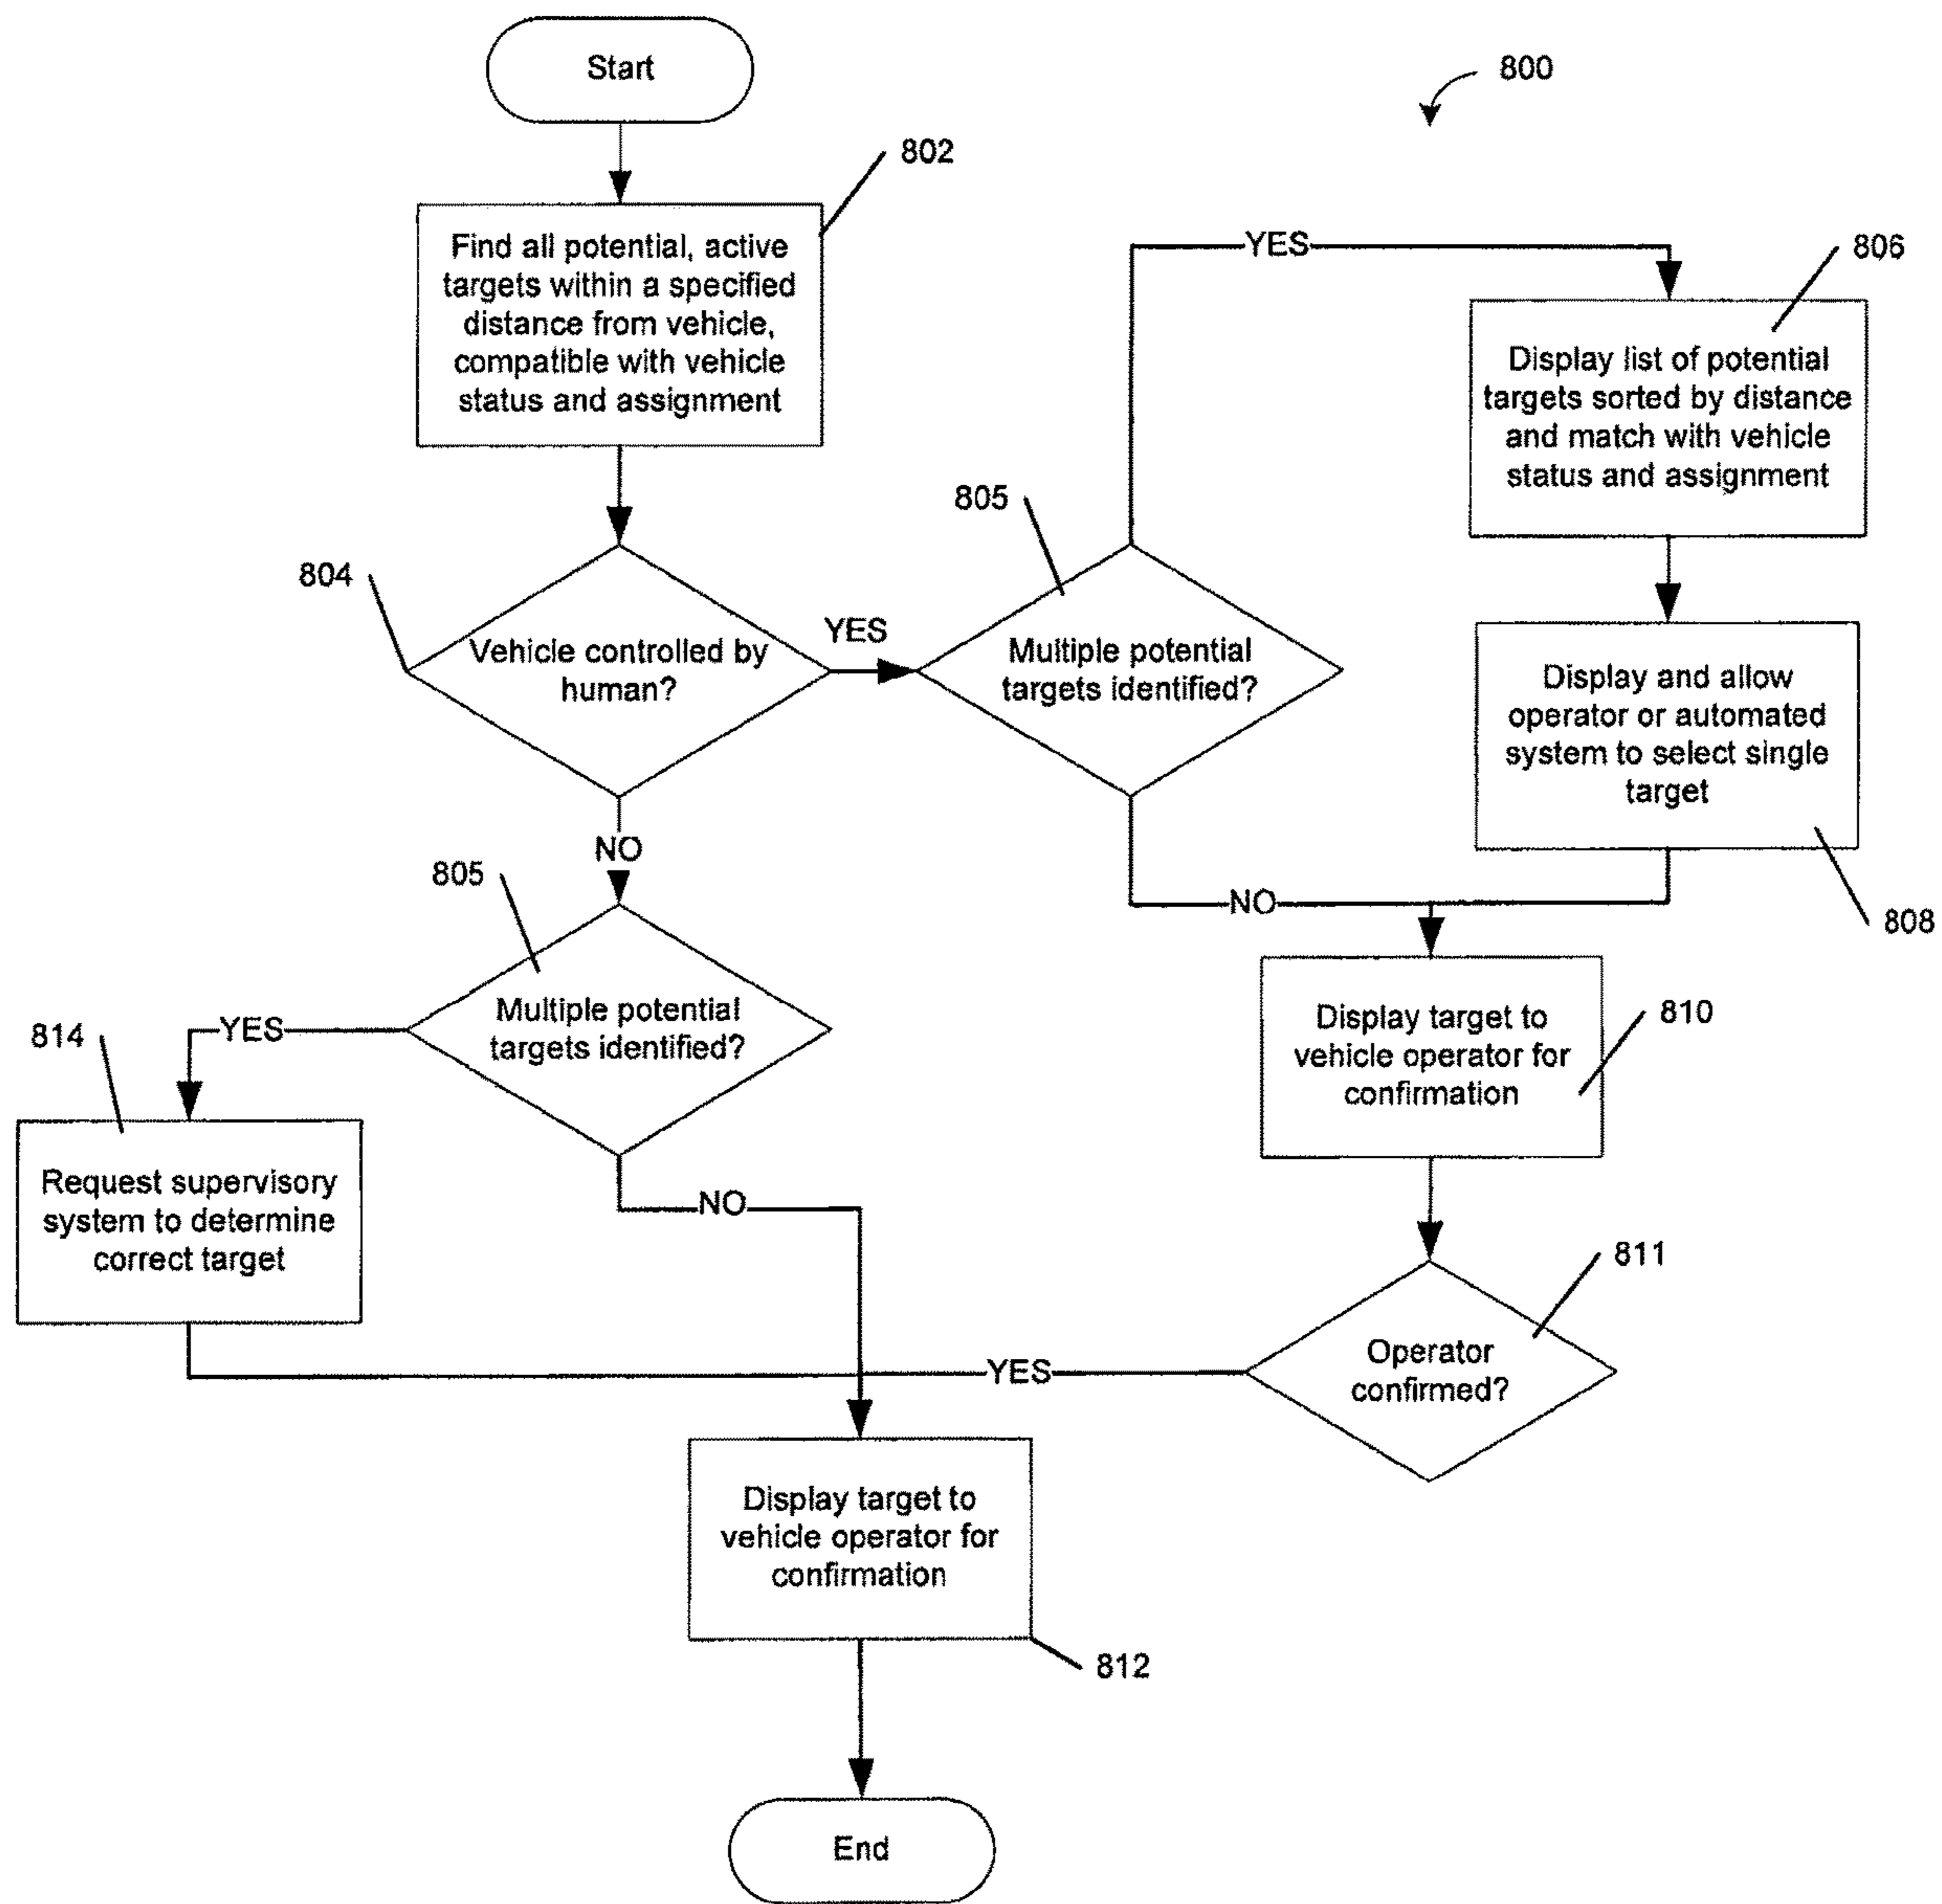 Start
800
802
Find all potential, active
targets within a specified
distance from vehicle,
compatible with vehicle
status and assignment
YES
806
Display list of potential
targets sorted by distance
and match with vehicle
status and assignment
804
Vehicle controlled by
human?
YES
805
Multiple potential
targets identified?
Display and allow
operator or automated
system to select single
target
808
NO
NO
805
Multiple potential
targets identified?
YES
814
Request supervisory
system to determine
correct target
NO
Display target to
vehicle operator for
confirmation
810
811
Operator
confirmed?
YES
Display target to
vehicle operator for
confirmation
812
End